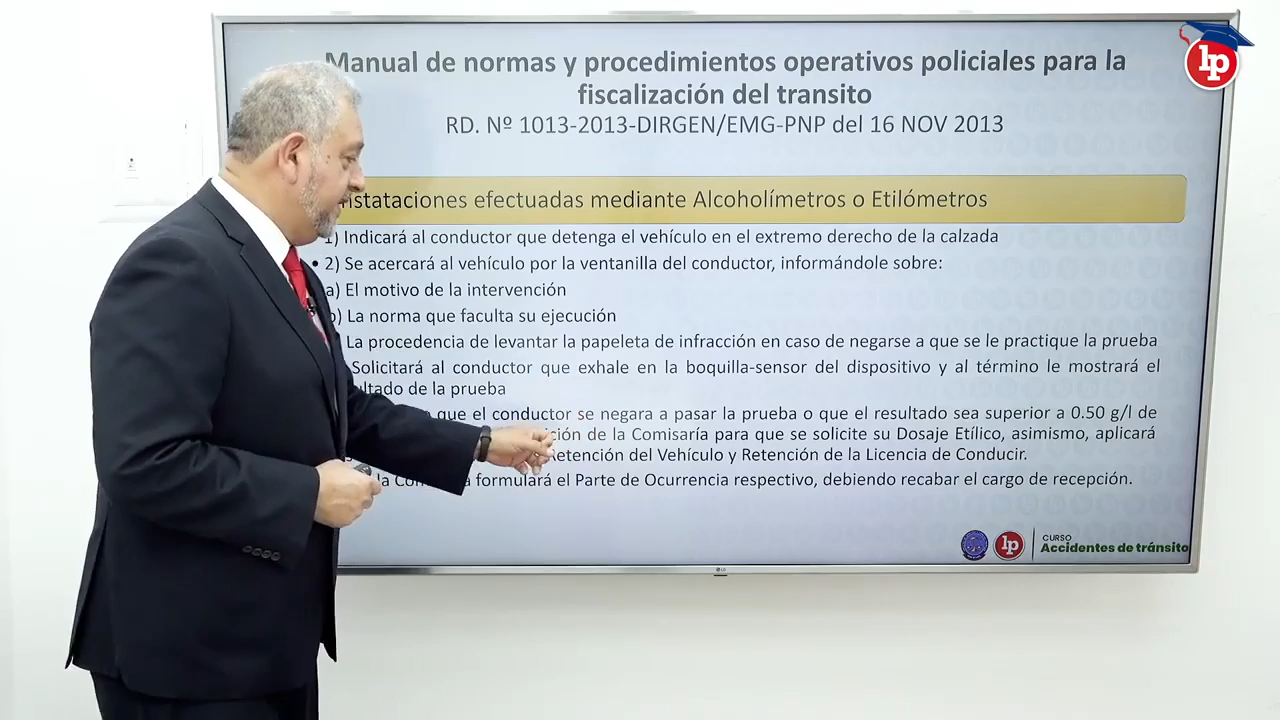 lp
Manual de normas y procedimientos operativos policiales para la
fiscalización del transito
RD. Nº 1013-2013-DIRGEN/EMG-PNP del 16 NOV 2013
efectuadas mediante Alcoholímetros o Etilómetros
1) Indicará al conductor que detenga el vehículo en el extremo derecho de la calzada
• 2) Se acercará al vehículo por la ventanilla del conductor, informándole sobre:
a) El motivo de la intervención
b) La norma que faculta su ejecución
La procedencia de levantar la papeleta de infracción en caso de negarse a que se le practique la prueba
Solicitará al conductor que exhale en la boquilla-sensor del dispositivo y al término le mostrará el
de la prueba
que el conductor se negara a pasar la prueba o que el resultado sea superior a 0.50 g/l de
de la Comisaría para que se solicite su Dosaje Etílico, asimismo, aplicará
Retención del Vehículo y Retención de la Licencia de Conducir.
la formulará el Parte de Ocurrencia respectivo, debiendo recabar el cargo de recepción.
lp
CURSO
Accidentes de tránsito
LG